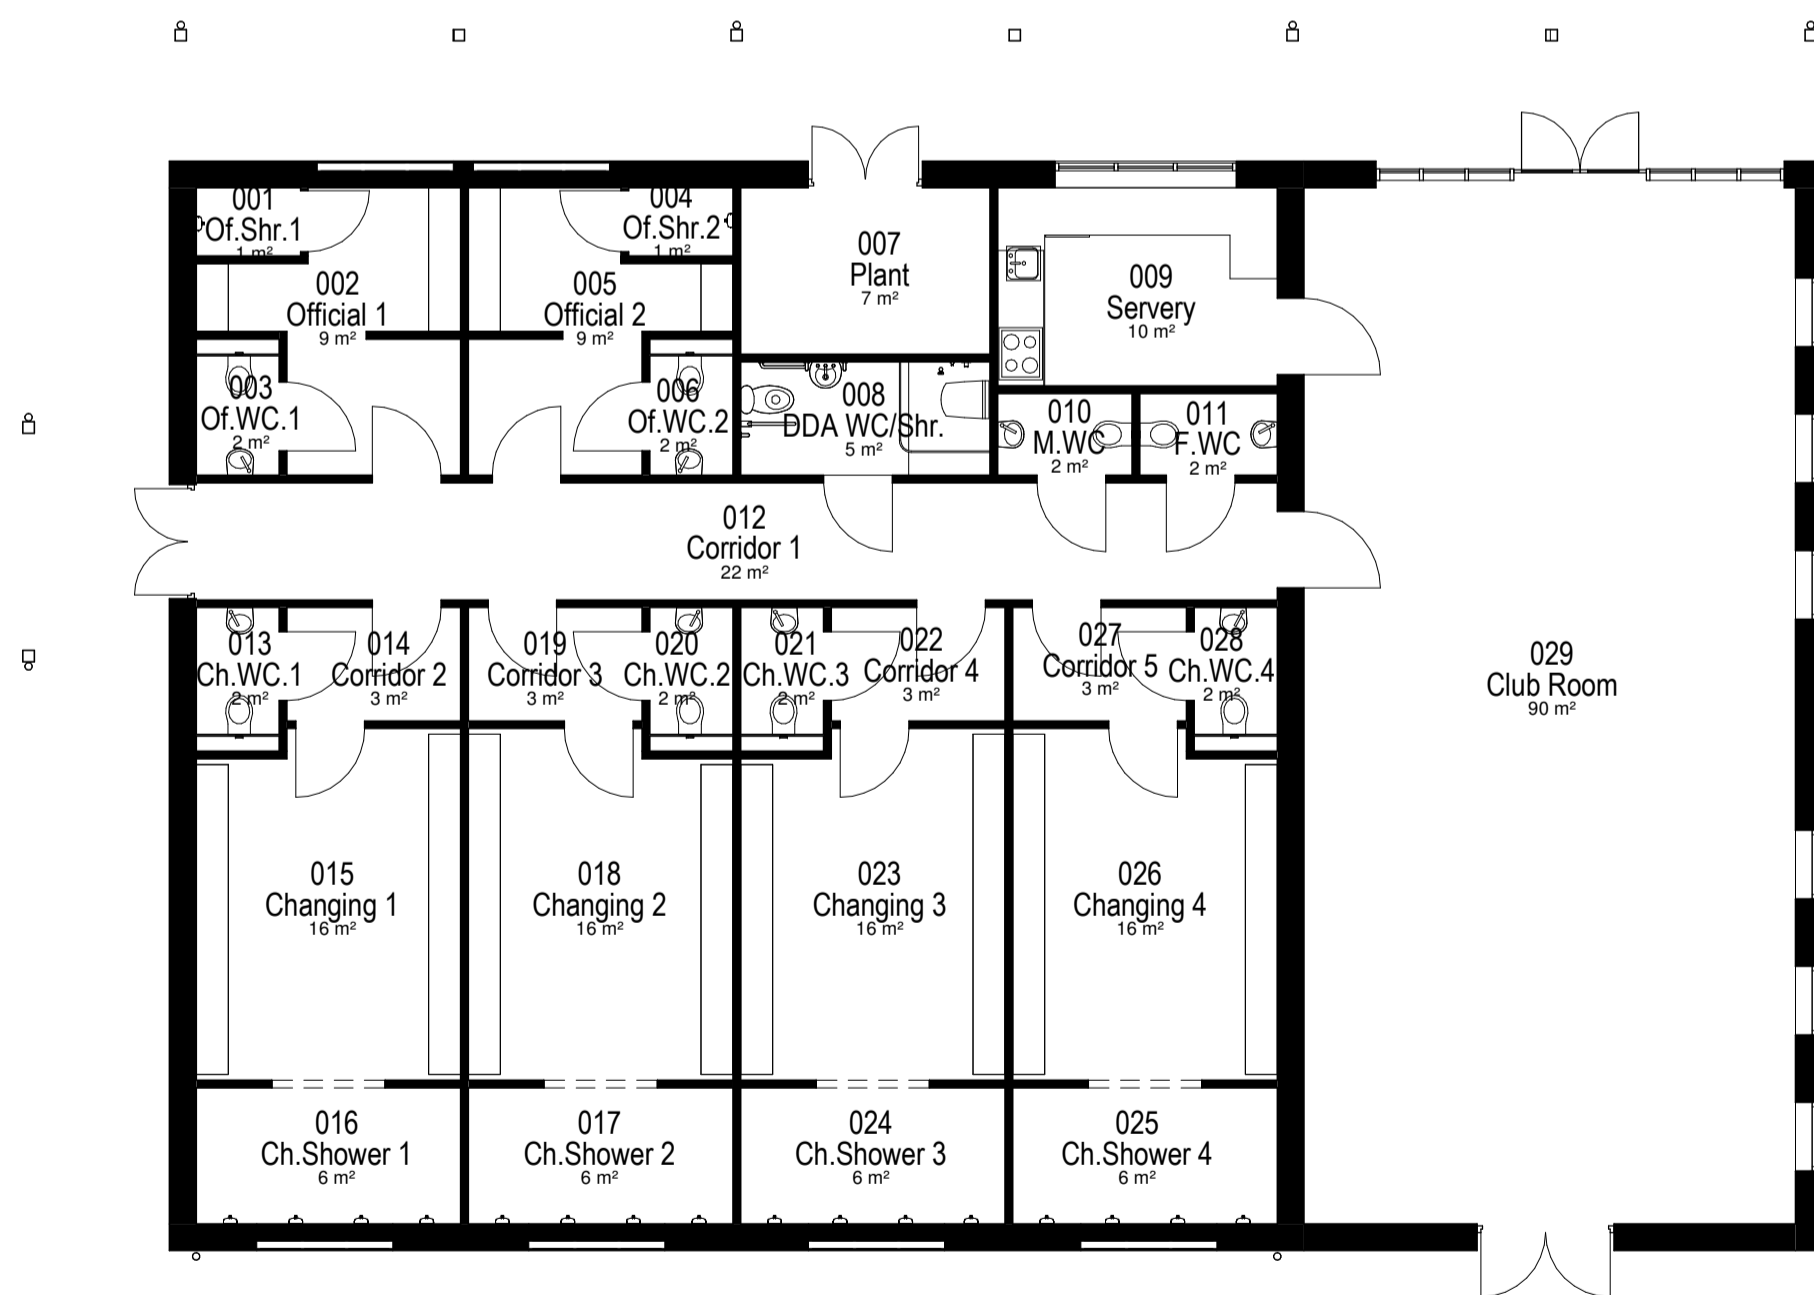 001
Of.Shr.1
1 m²
004
Of.Shr.2
1 m²
002
Official 1
9 m²
005
Official 2
9 m²
007
Plant
7 m²
009
Servery
10 m²
003
Of.WC.1
2 m²
006
Of.WC.2
2 m²
008
DDA WC/Shr.
5 m²
010
M.WC
2 m²
011
F.WC
2 m²
012
Corridor 1
22 m²
013
Ch.WC.1
2 m²
014
Corridor 2
3 m²
019
Corridor 3
3 m²
020
Ch.WC.2
2 m²
021
Ch.WC.3
2 m²
022
Corridor 4
3 m²
027
Corridor 5
3 m²
028
Ch.WC.4
2 m²
029
Club Room
90 m²
015
Changing 1
16 m²
018
Changing 2
16 m²
023
Changing 3
16 m²
026
Changing 4
16 m²
016
Ch.Shower 1
6 m²
017
Ch.Shower 2
6 m²
024
Ch.Shower 3
6 m²
025
Ch.Shower 4
6 m²